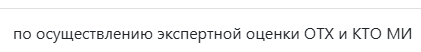 по осуществлению экспертной оценки ОТХ и КТО МИ